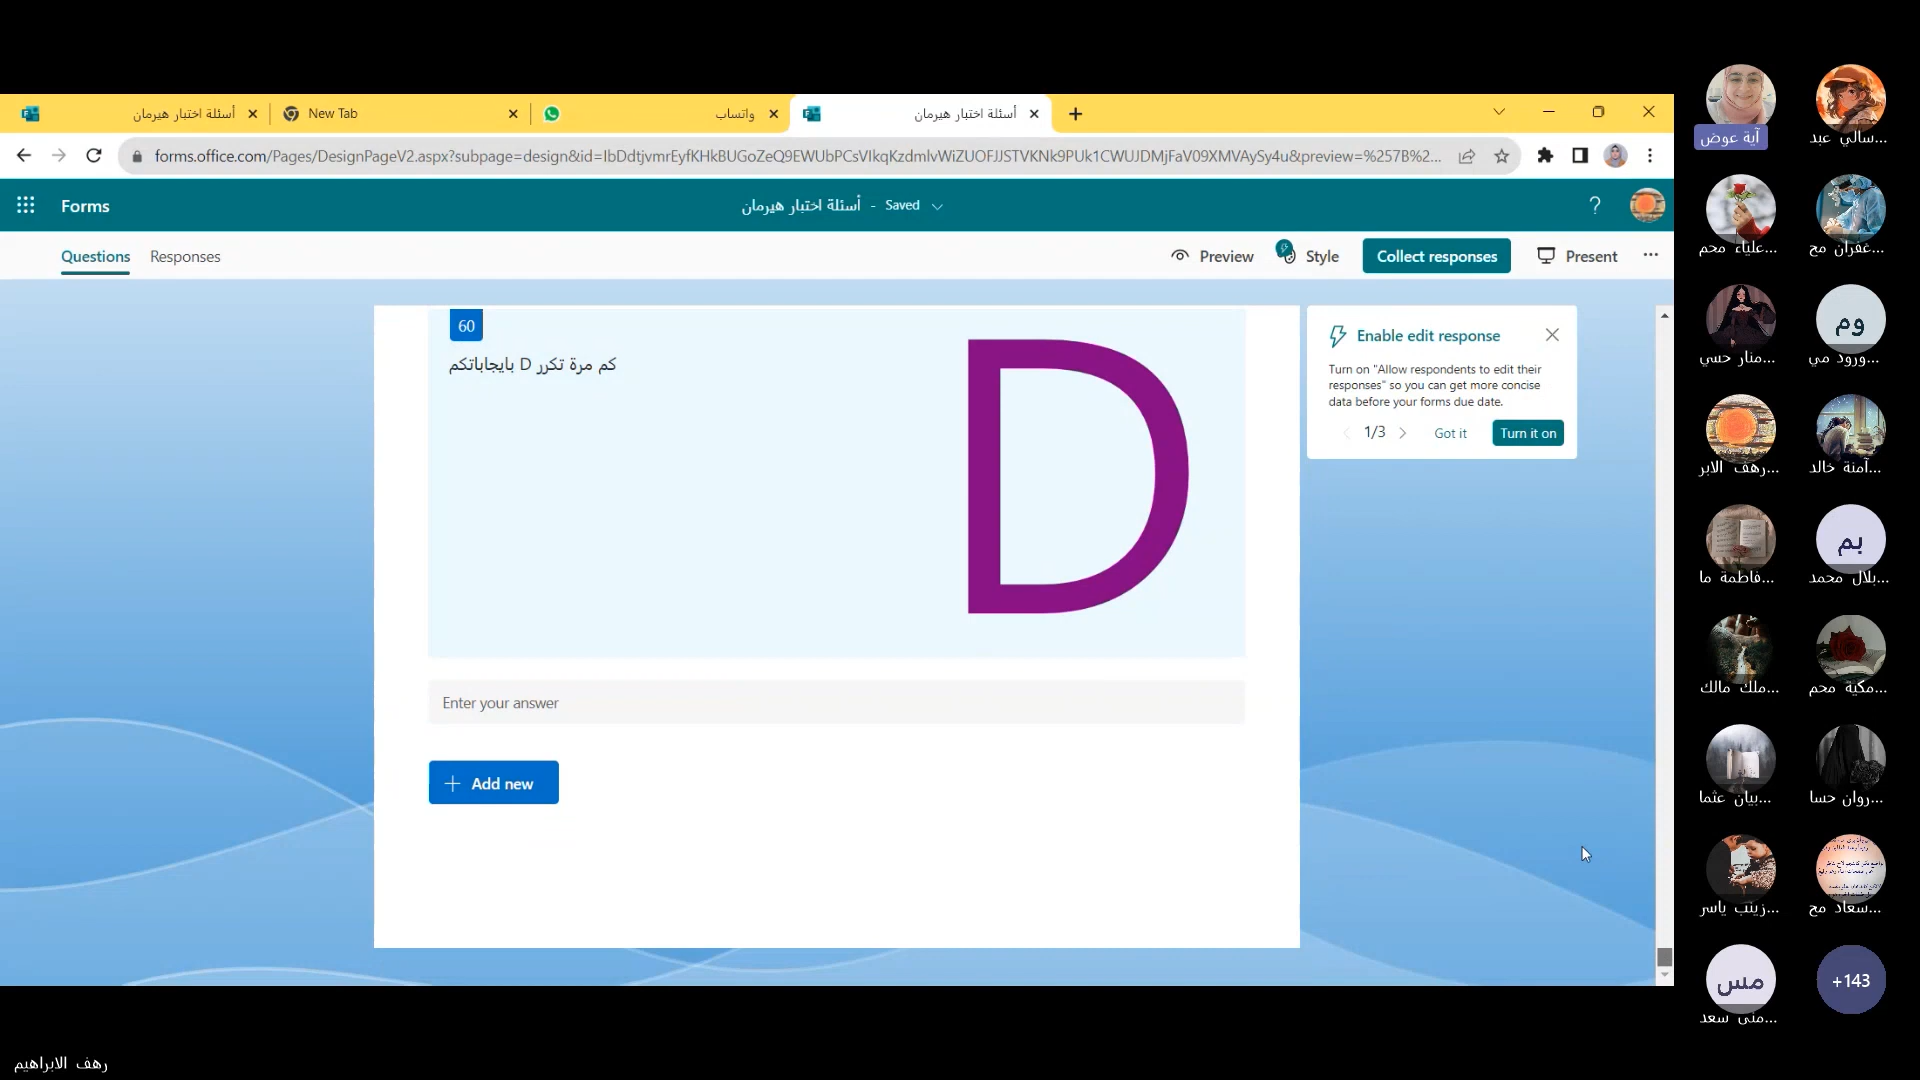 أسئلة اختبار هيرمان
New Tab
واتساب
أسئلة اختبار هيرمان
forms.office.com/Pages/DesignPageV2.aspx?subpage=design&id=IbDdtjvmrEyfKHkBUGoZeQ9EWUbPCsVIkqKzdmlvWiZUOFJJSTVKNk9PUk1CWUJDMjFaV09XMVAySy4u&preview=%257B%2...
Forms
أسئلة اختبار هيرمان - Saved
?
Questions
Responses
Preview
Style
Collect responses
Present
60
كم مرة تكرر D بايجاباتكم
D
Enter your answer
Add new
Enable edit response
Turn on "Allow respondents to edit their
responses" so you can get more concise
data before your forms due date.
1/3
Got it
Turn it on
آية عوض
سالي عبد...
علياء محم...
غفران مح...
منار حسي...
وم
ورود مي...
رهف الابر...
آمنة خالد...
فاطمة ما...
بم
بلال محمد...
ملك مالك...
مكية محم...
بيان عثما...
روان حسا...
زينب ياسر...
سعاد مح...
مس
منى سعد...
+143
رهف الابراهيم